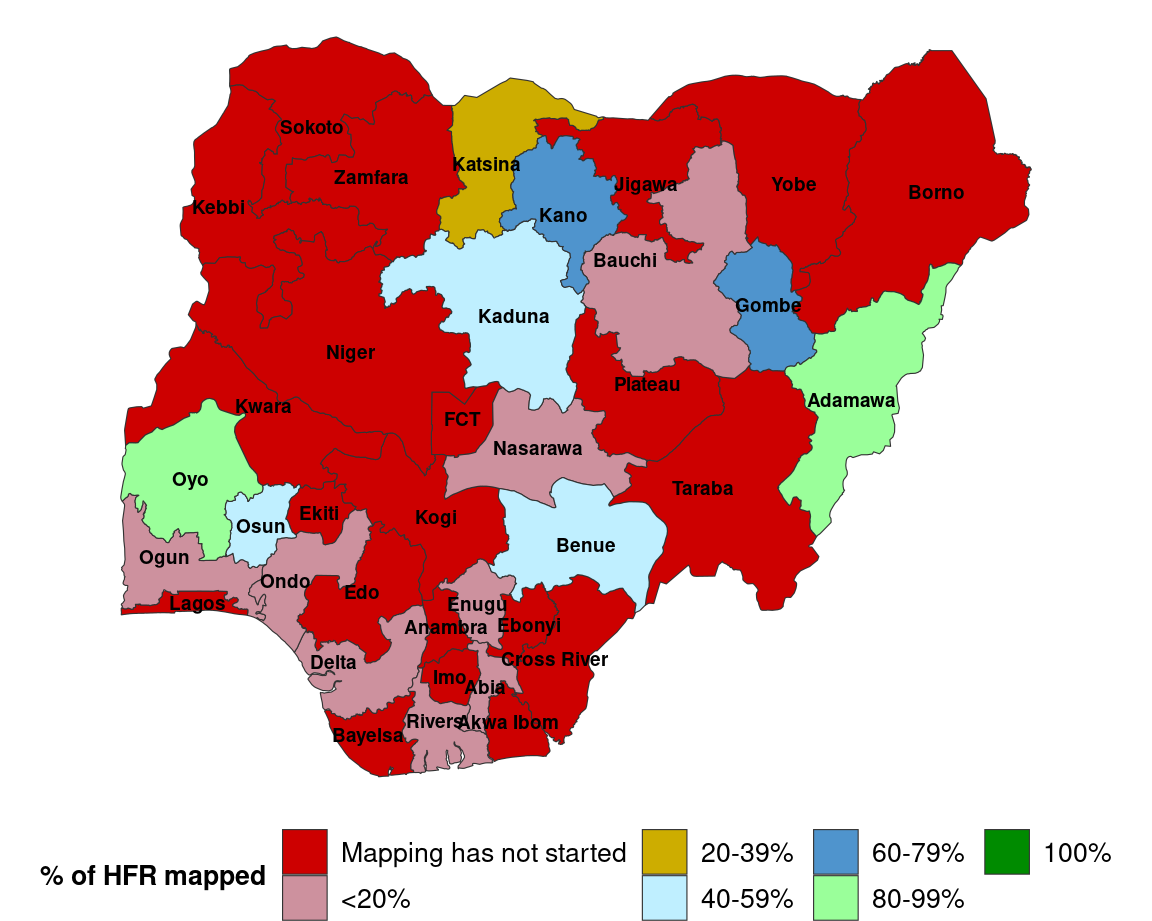 Sokoto
Katsina
Zamfara
Jigawa
Yobe
Borno
Kebbi
Kano
Bauchi
Gombe
Kaduna
Niger
Plateau
Adamawa
Kwara
FCT
Nasarawa
Oyo
Taraba
Ekiti
Kogi
Osun
Benue
Ogun
Ondo
Edo
Lagos
Enugu
Anambra
Ebonyi
Delta
Cross River
Imo
Abia
Rivers
Akwa Ibom
Bayelsa
% of HFR mapped
Mapping has not started
20-39%
60-79%
100%
<20%
40-59%
80-99%